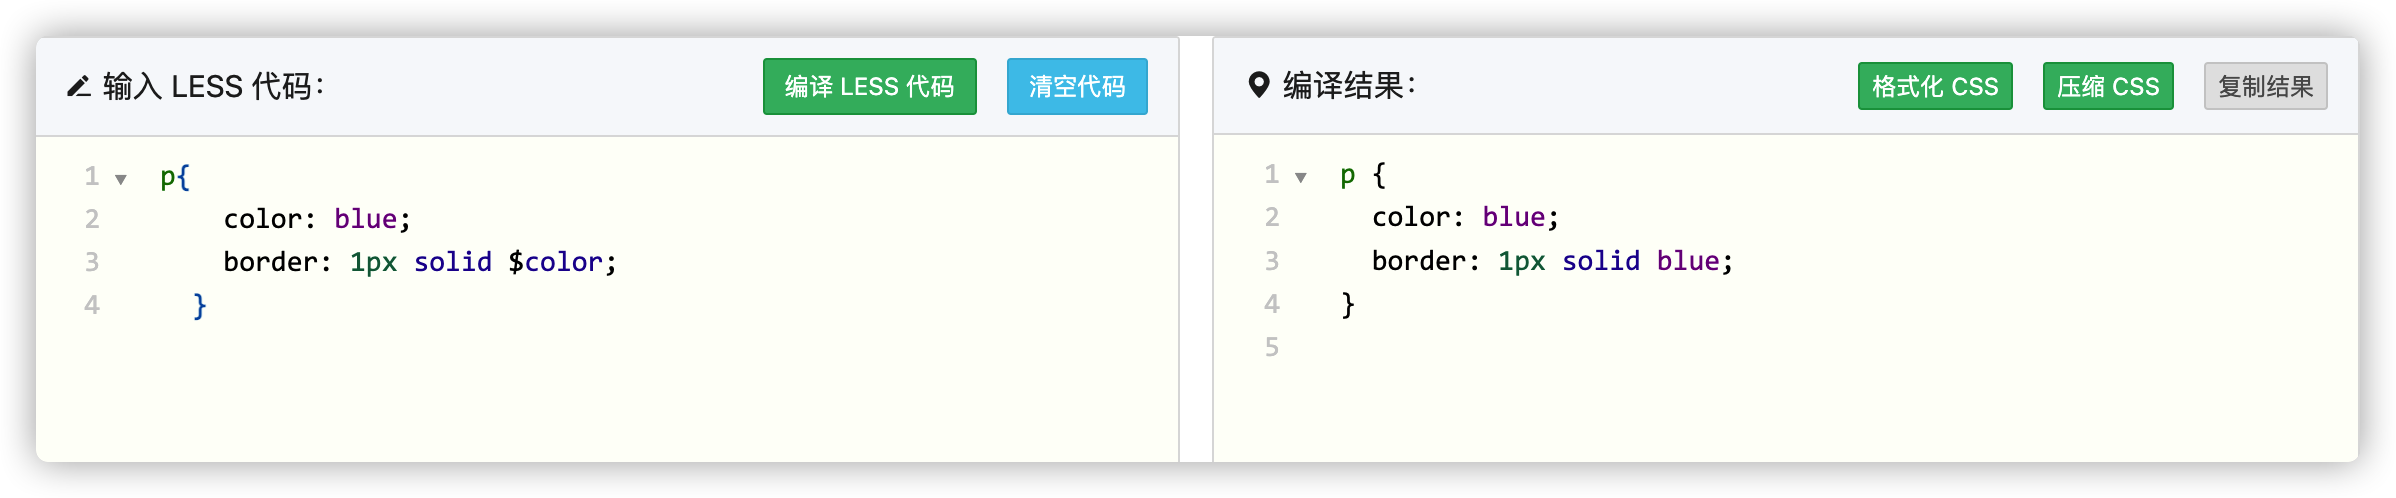 输入 LESS 代码：
编译 LESS 代码
清空代码
1 p{
2 color: blue;
3 border: 1px solid $color;
4 }
编译结果：
格式化 CSS
压缩 CSS
复制结果
1 p {
2 color: blue;
3 border: 1px solid blue;
4 }
5